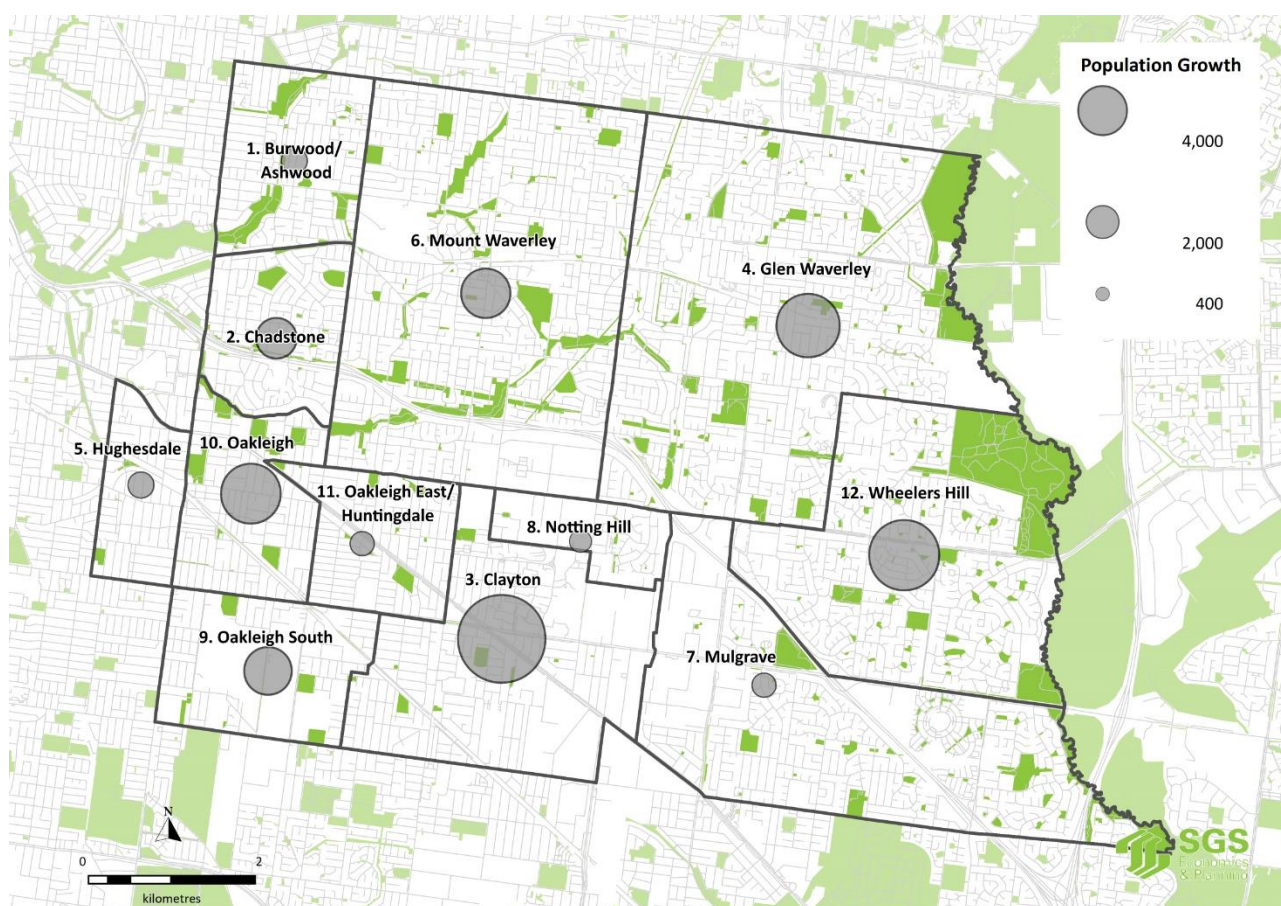 Population Growth
4,000
2,000
400
1. Burwood/
Ashwood
6. Mount Waverley
4. Glen Waverley
2. Chadstone
5. Hughesdale
10. Oakleigh
11. Oakleigh East/
Huntingdale
8. Notting Hill
12. Wheelers Hill
3. Clayton
9. Oakleigh South
7. Mulgrave
N
0
2
kilometres
SGS
Economics
& Planning